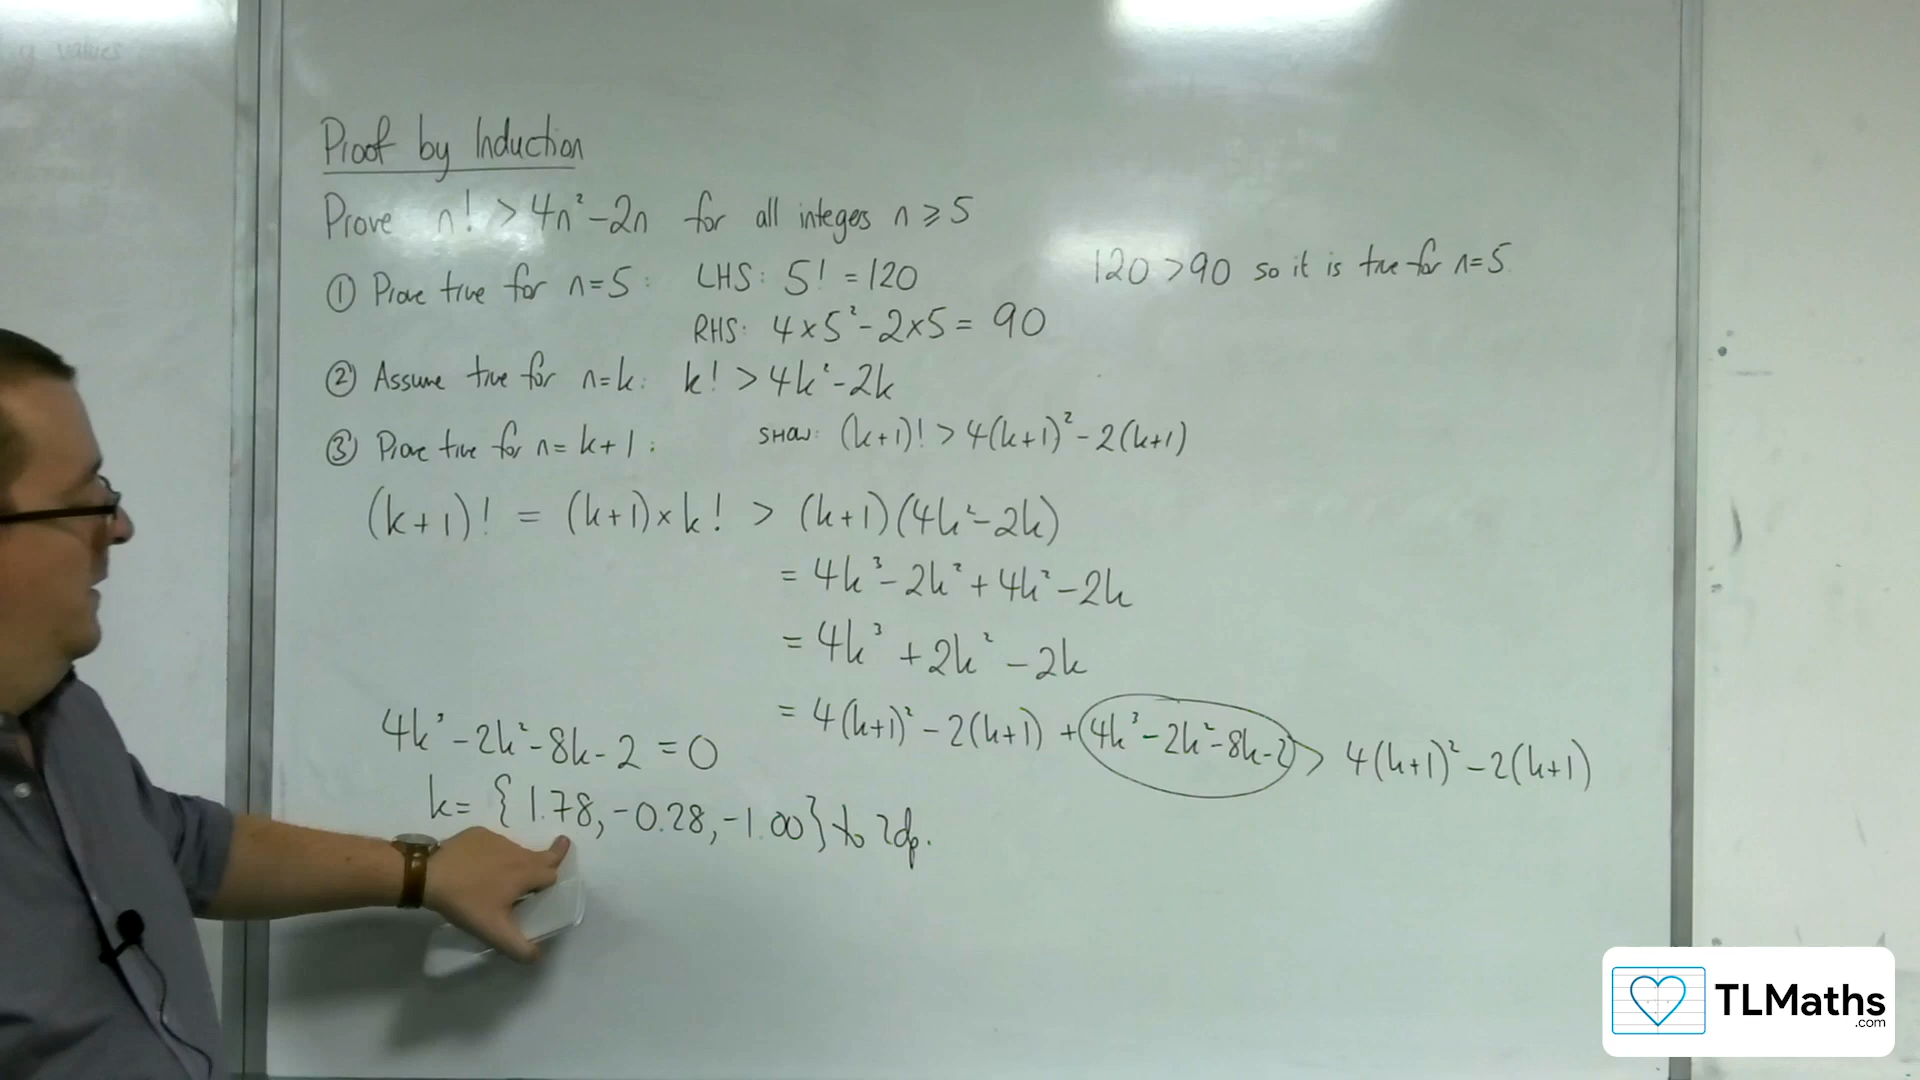 g values
Proof by Induction
Prove n! > 4n² - 2n for all integers n ⩾ 5
① Prove true for n=5: LHS: 5! = 120
120 > 90 so it is true for n=5
RHS: 4×5² - 2×5 = 90
② Assume true for n=k: k! > 4k² - 2k
③ Prove true for n=k+1: SHOW: (k+1)! > 4(k+1)² - 2(k+1)
(k+1)! = (k+1)×k! > (k+1)(4k²-2k)
= 4k³ - 2k² + 4k² - 2k
= 4k³ + 2k² - 2k
= 4(k+1)² - 2(k+1) + 4k³ - 2k² - 8k - 2 > 4(k+1)² - 2(k+1)
4k³ - 2k² - 8k - 2 = 0
k = {1.78, -0.28, -1.00} to 2dp.
TLMaths
.com